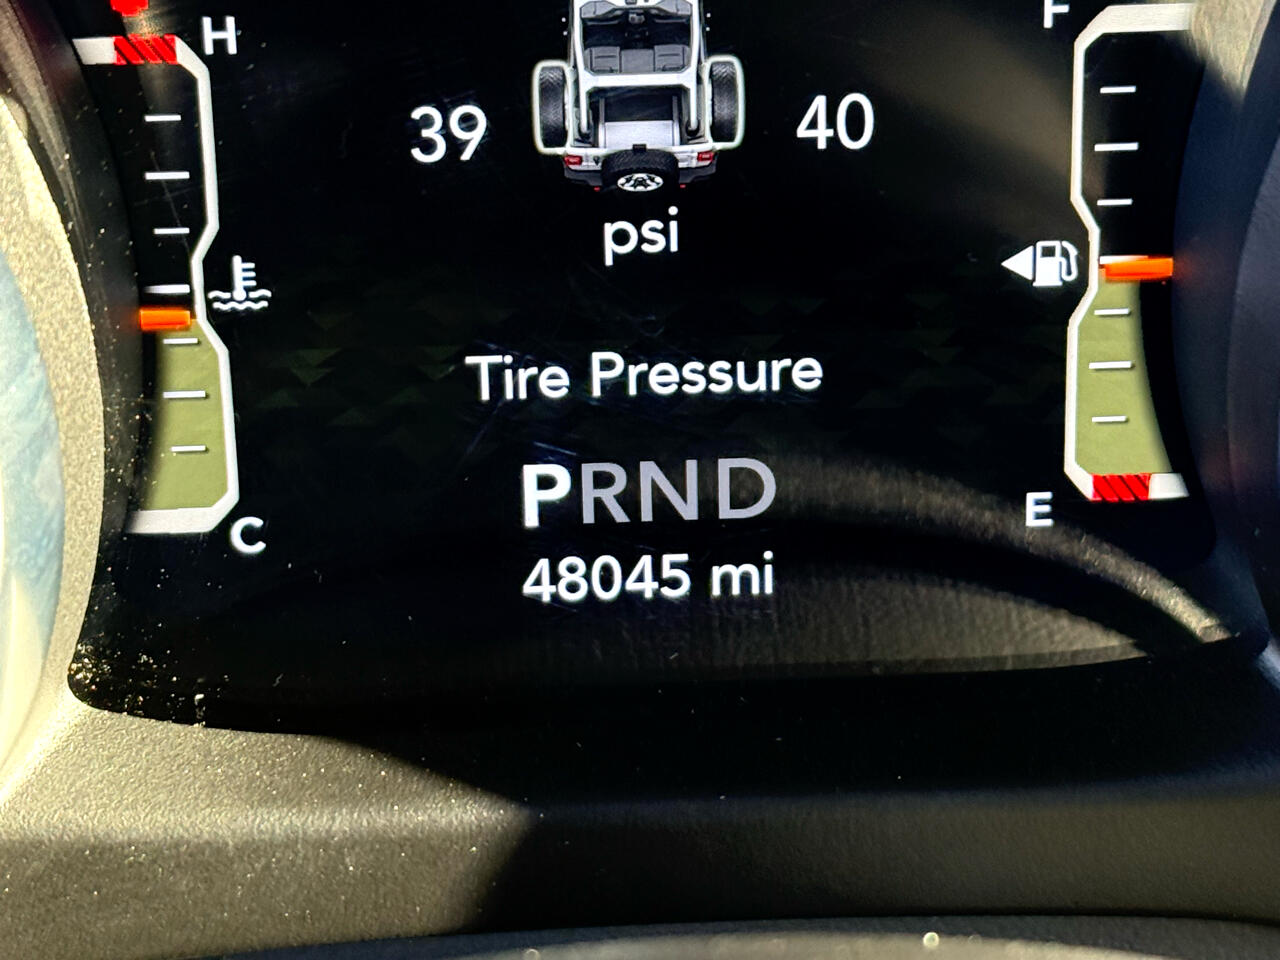 H
F
39
40
psi
Tire Pressure
PRND
E
C
48045 mi